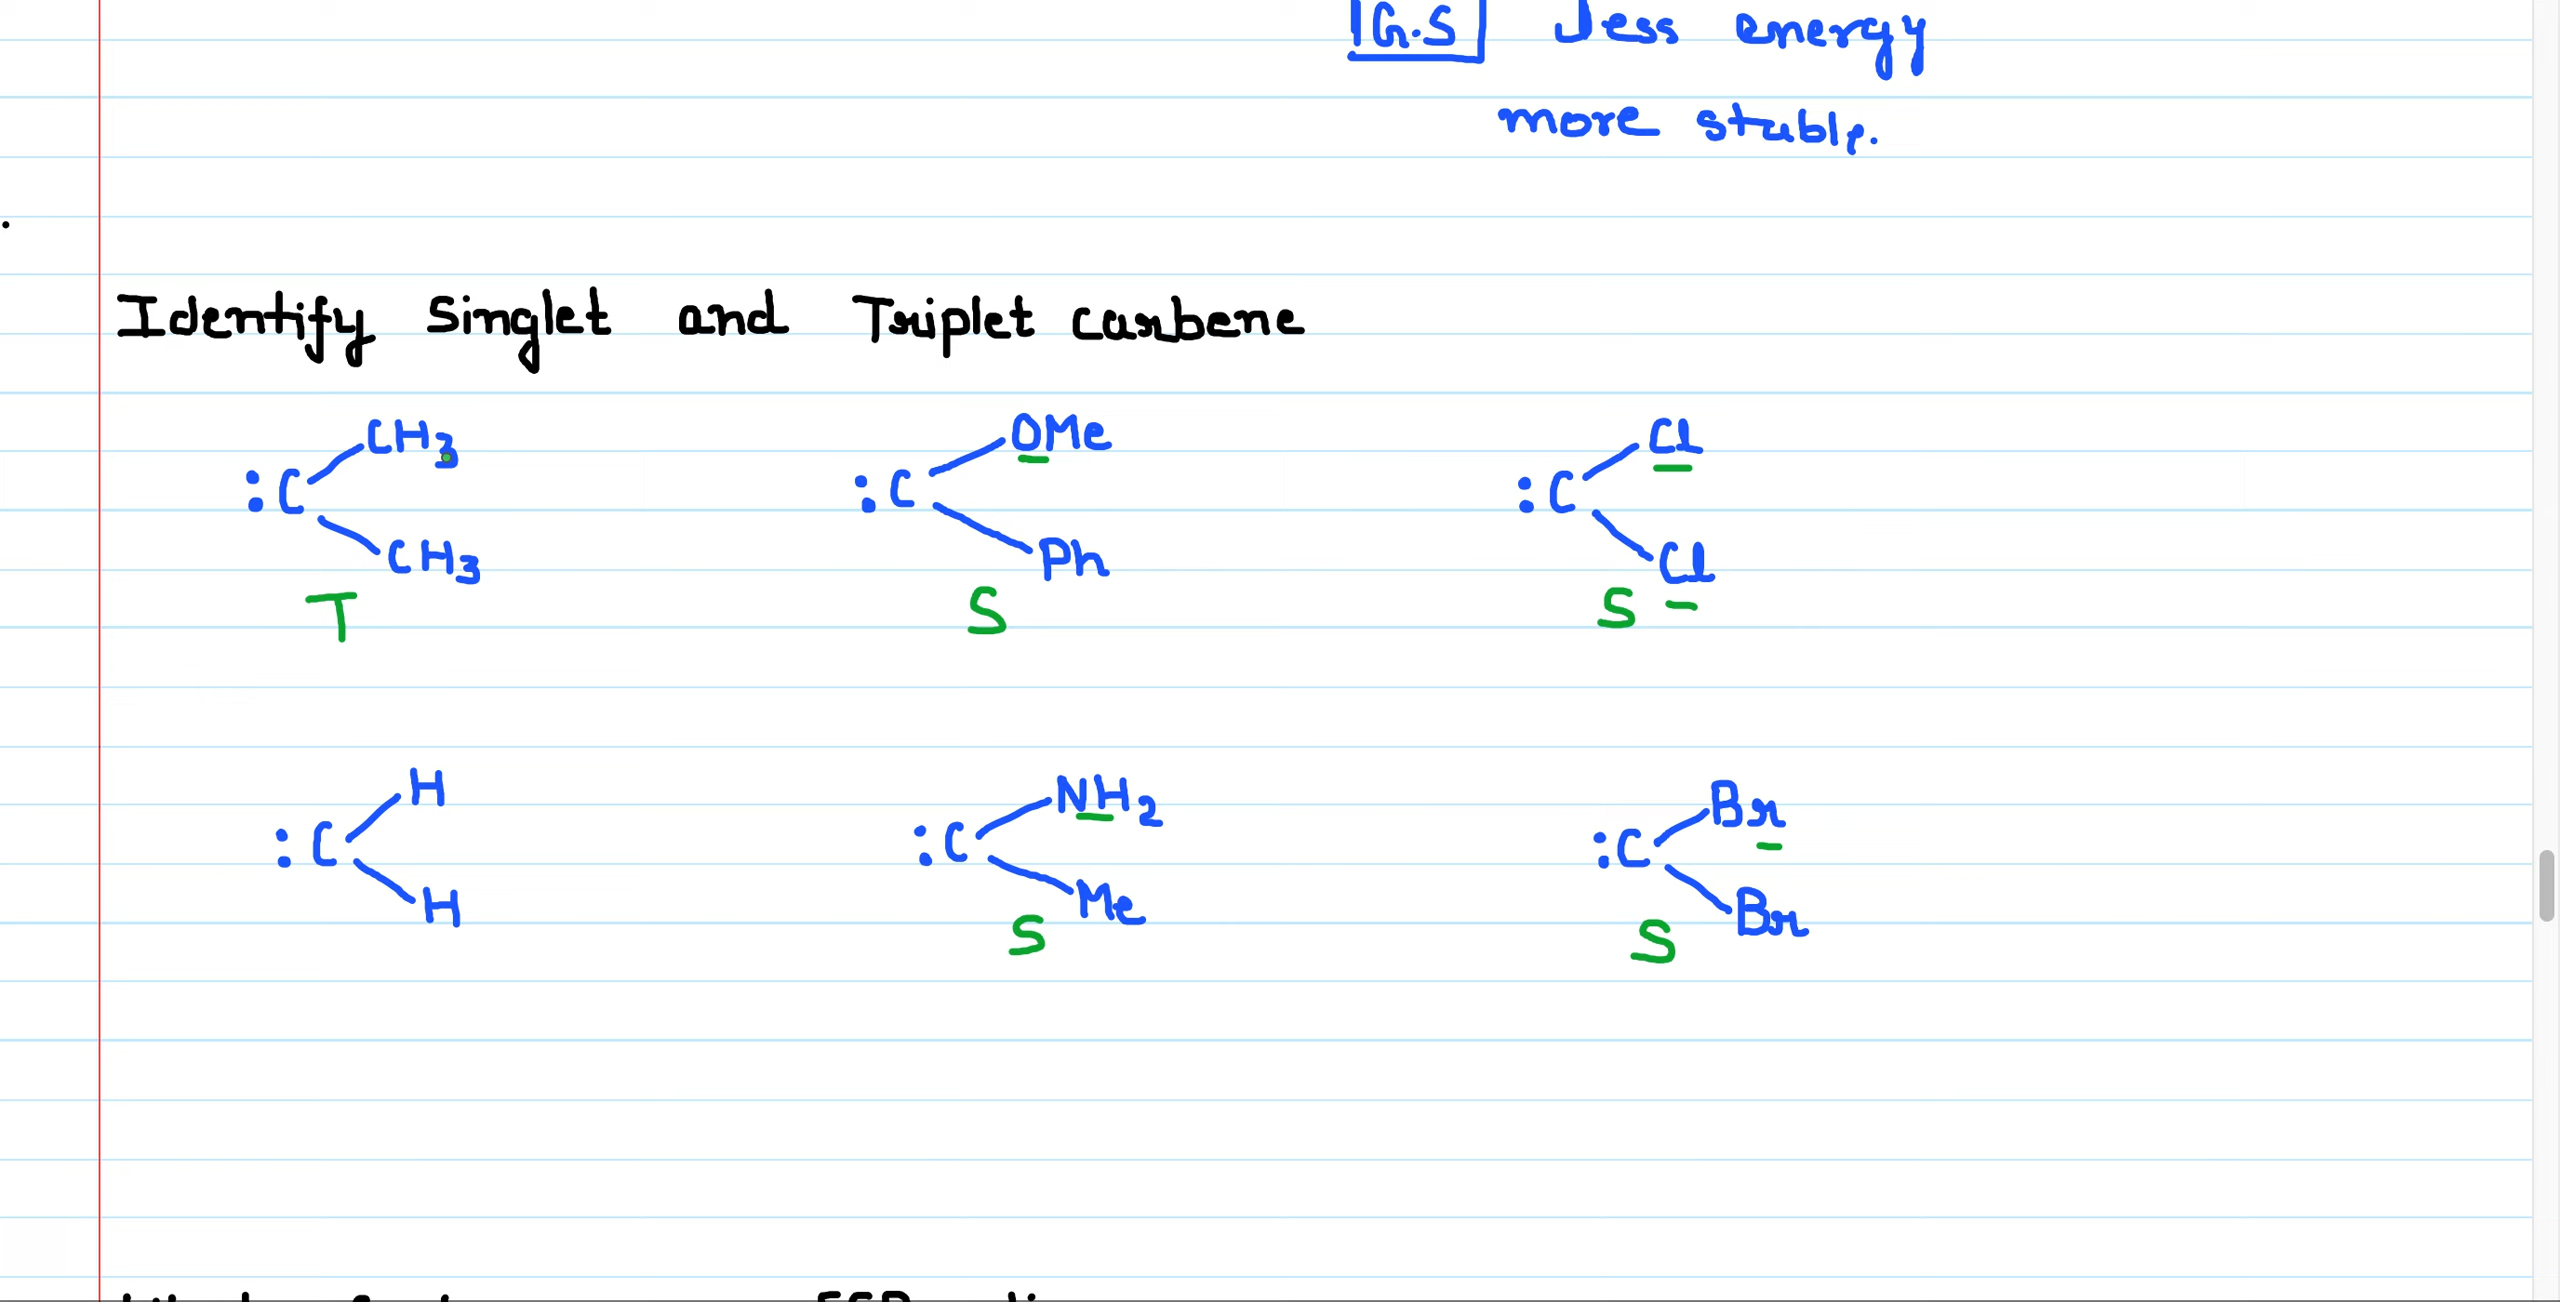 G.S less energy
more stable.
Identify Singlet and Triplet carbene
CH3 OMe Cl
:C :C :C
CH3 Ph Cl
T S S
H NH2 Br
:C :C :C
H Me Br
S S